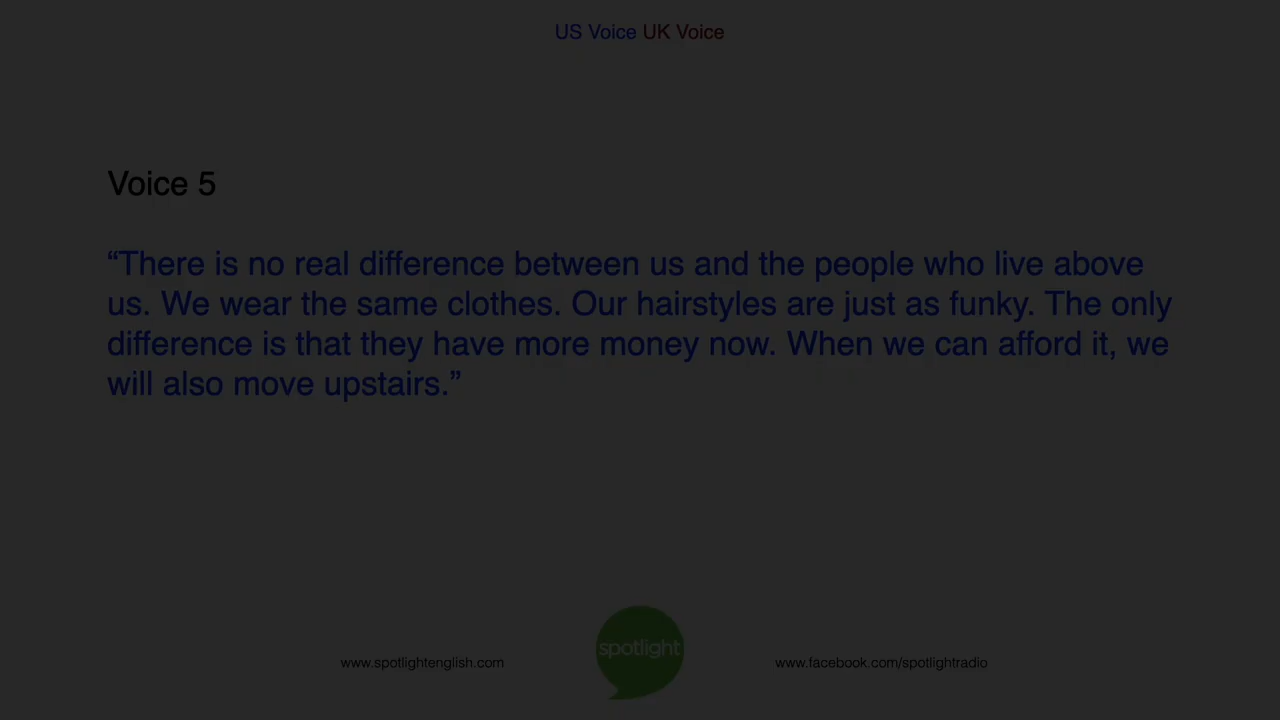 US Voice UK Voice
Voice 5
“There is no real difference between us and the people who live above
us. We wear the same clothes. Our hairstyles are just as funky. The only
difference is that they have more money now. When we can afford it, we
will also move upstairs.”
spotlight
www.spotlightenglish.com
www.facebook.com/spotlightradio